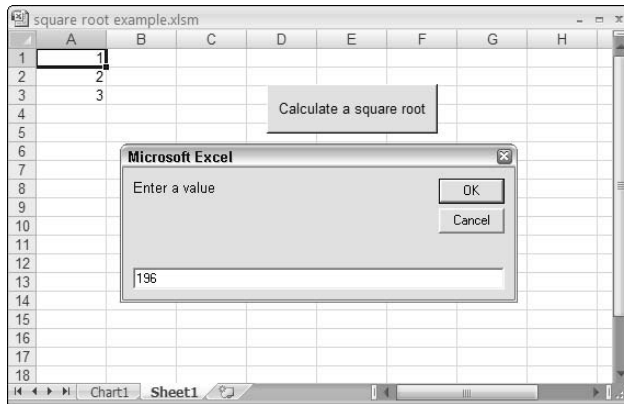 square root example.xlsm
A B C D E F G H
1 1
2 2
3 3
Calculate a square root
4
5
6
Microsoft Excel
7
8
Enter a value
OK
9
10
Cancel
11
12
13
196
14
15
16
17
18
Chart1 Sheet1